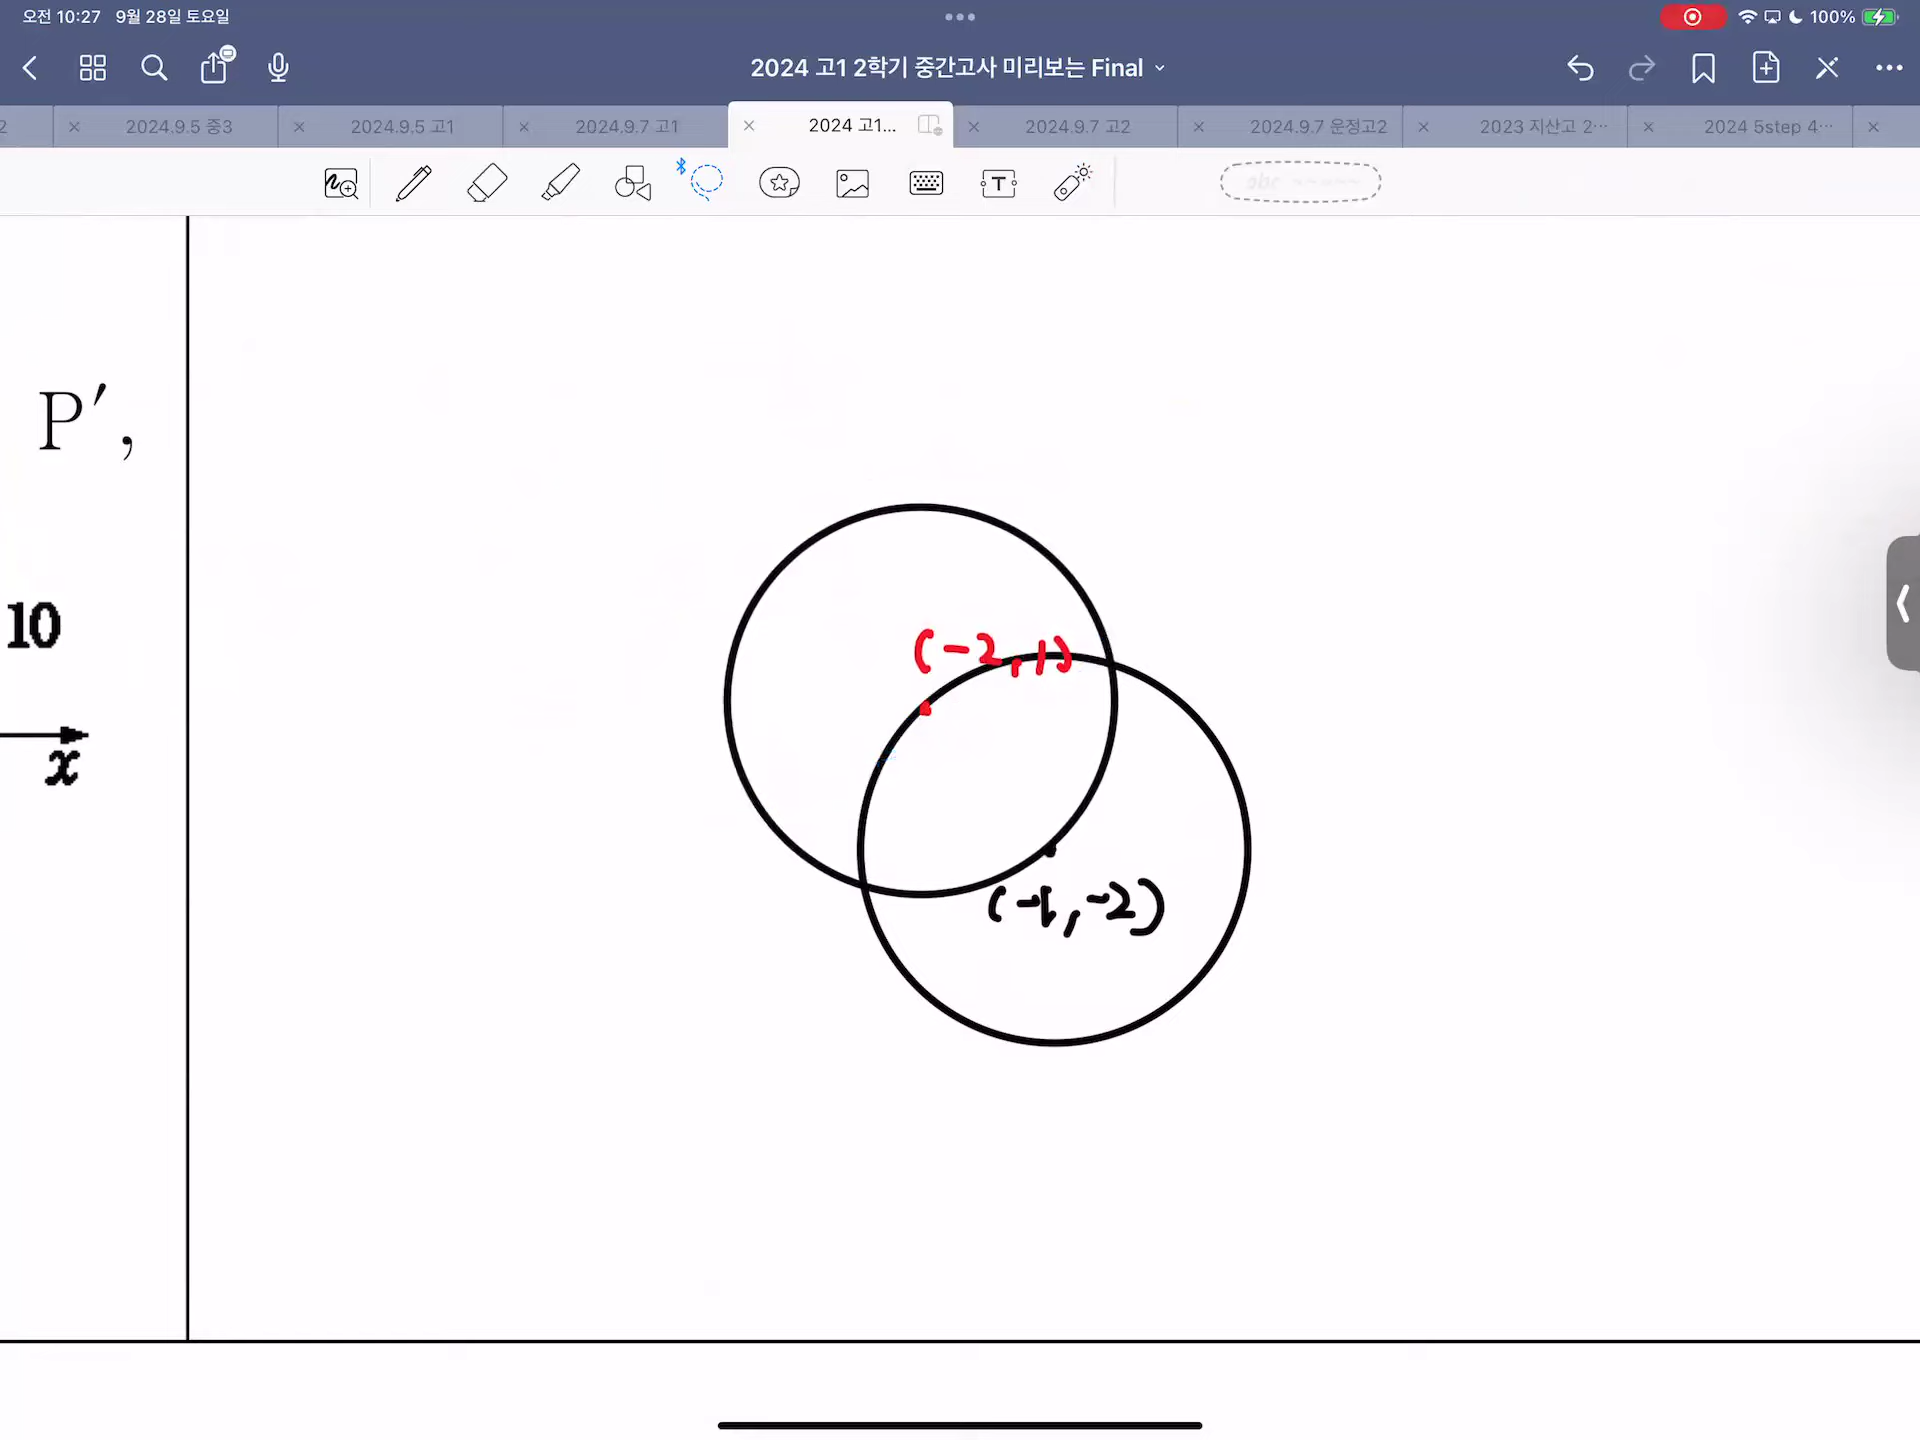 오전 10:27 9월 28일 토요일
100%
2024 고1 2학기 중간고사 미리보는 Final
2 2024.9.5 중3 2024.9.5 고1 2024.9.7 고1 2024 고1... 2024.9.7 고2 2024.9.7 운정고2 2023 지산고 2... 2024 5step 4...
T abc
P′,
10
x
(-2,1)
(-1,-2)